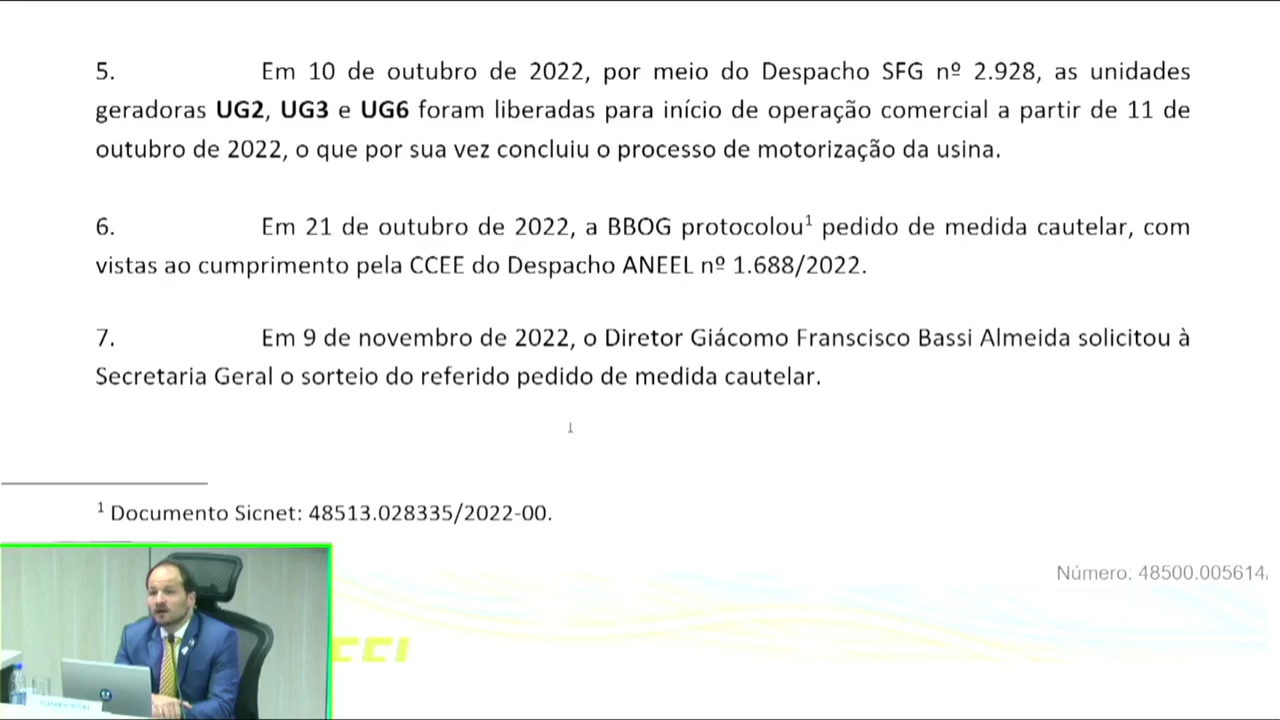 5. Em 10 de outubro de 2022, por meio do Despacho SFG nº 2.928, as unidades
geradoras UG2, UG3 e UG6 foram liberadas para início de operação comercial a partir de 11 de
outubro de 2022, o que por sua vez concluiu o processo de motorização da usina.
6. Em 21 de outubro de 2022, a BBOG protocolou¹ pedido de medida cautelar, com
vistas ao cumprimento pela CCEE do Despacho ANEEL nº 1.688/2022.
7. Em 9 de novembro de 2022, o Diretor Giácomo Franscisco Bassi Almeida solicitou à
Secretaria Geral o sorteio do referido pedido de medida cautelar.
¹ Documento Sicnet: 48513.028335/2022-00.
Número: 48500.005614